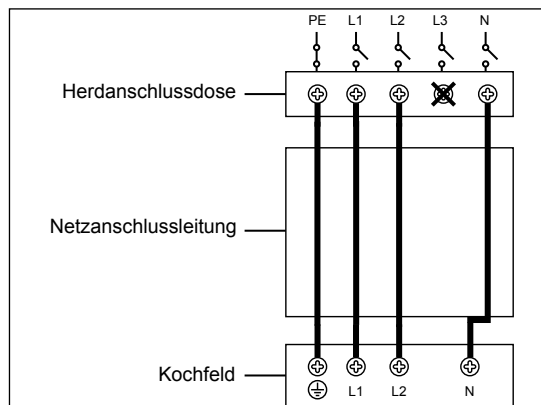 PE L1 L2 L3 N
Herdanschlussdose
Netzanschlussleitung
Kochfeld
L1 L2 N